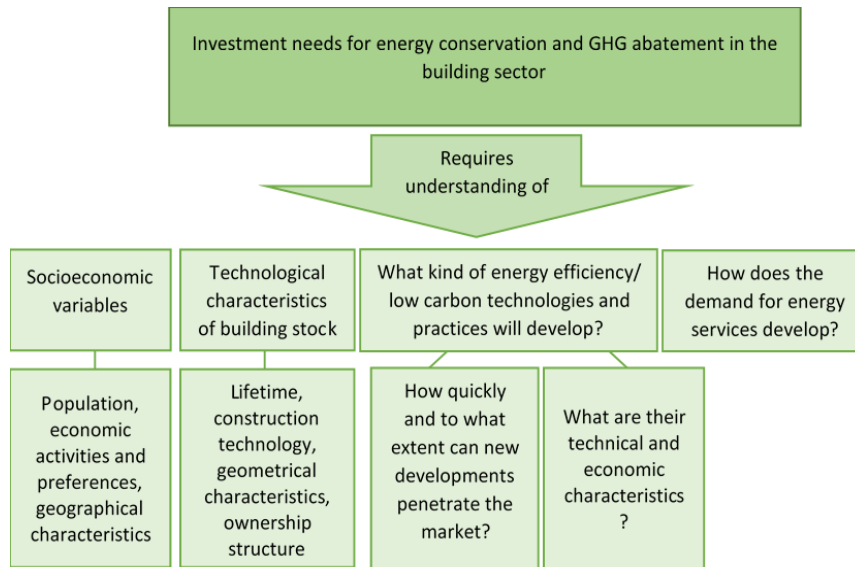 Investment needs for energy conservation and GHG abatement in the
building sector
Requires
understanding of
Socioeconomic
variables
Technological
characteristics
of building stock
What kind of energy efficiency/
low carbon technologies and
practices will develop?
How does the
demand for energy
services develop?
Population,
economic
activities and
preferences,
geographical
characteristics
Lifetime,
construction
technology,
geometrical
characteristics,
ownership
structure
How quickly
and to what
extent can new
developments
penetrate the
market?
What are their
technical and
economic
characteristics
?